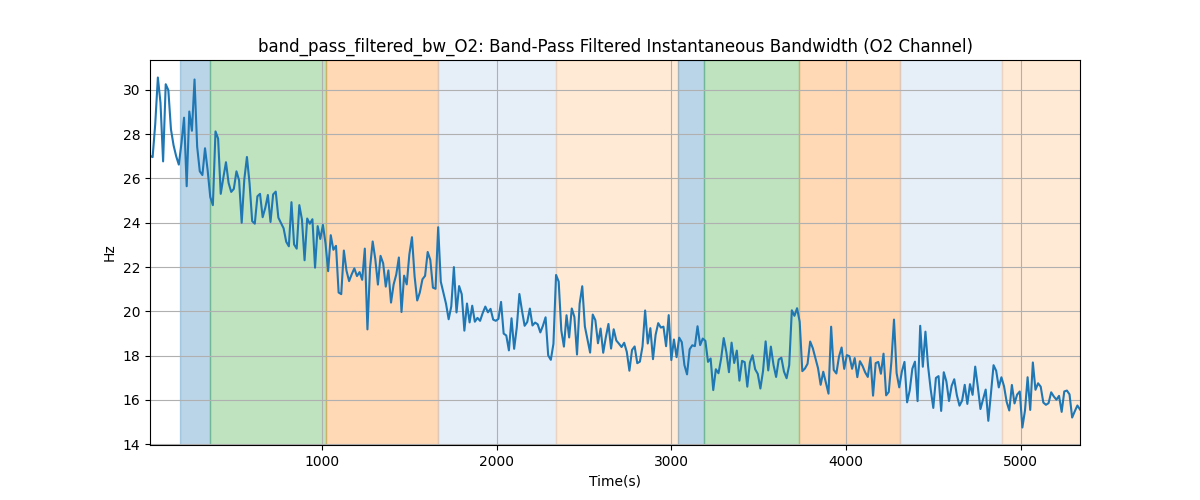 band_pass_filtered_bw_O2: Band-Pass Filtered Instantaneous Bandwidth (O2 Channel)
30
28
26
24
22
20
18
16
14
Hz
1000 2000 3000 4000 5000
Time(s)